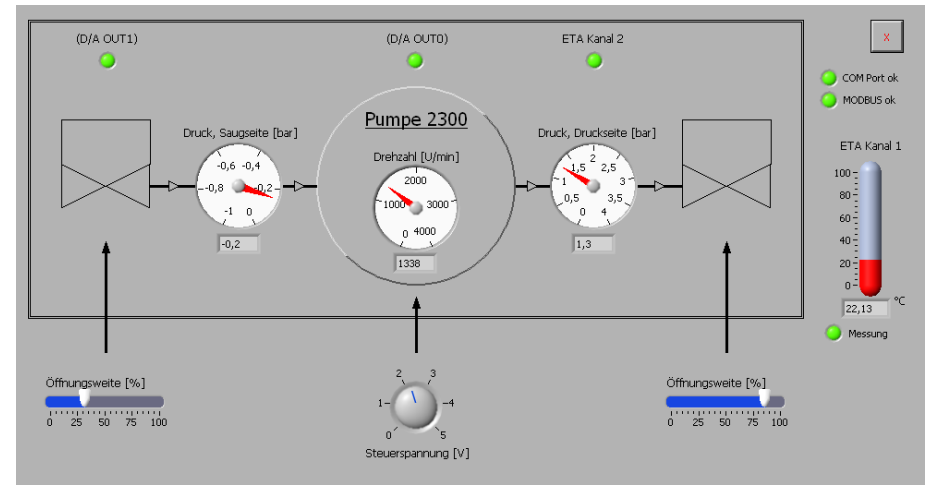 (D/A OUT1)
(D/A OUT0)
ETA Kanal 2
x
COM Port ok
MODBUS ok
Pumpe 2300
Druck, Saugseite [bar]
-1 -0,8 -0,6 -0,4 -0,2 0
-0,2
Drehzahl [U/min]
0 1000 2000 3000 4000
1338
Druck, Druckseite [bar]
0 0,5 1 1,5 2 2,5 3 3,5 4
1,3
ETA Kanal 1
100
80
60
40
20
0
22,13 °C
Messung
Öffnungsweite [%]
0 25 50 75 100
0 1 2 3 4 5
Steuerspannung [V]
Öffnungsweite [%]
0 25 50 75 100